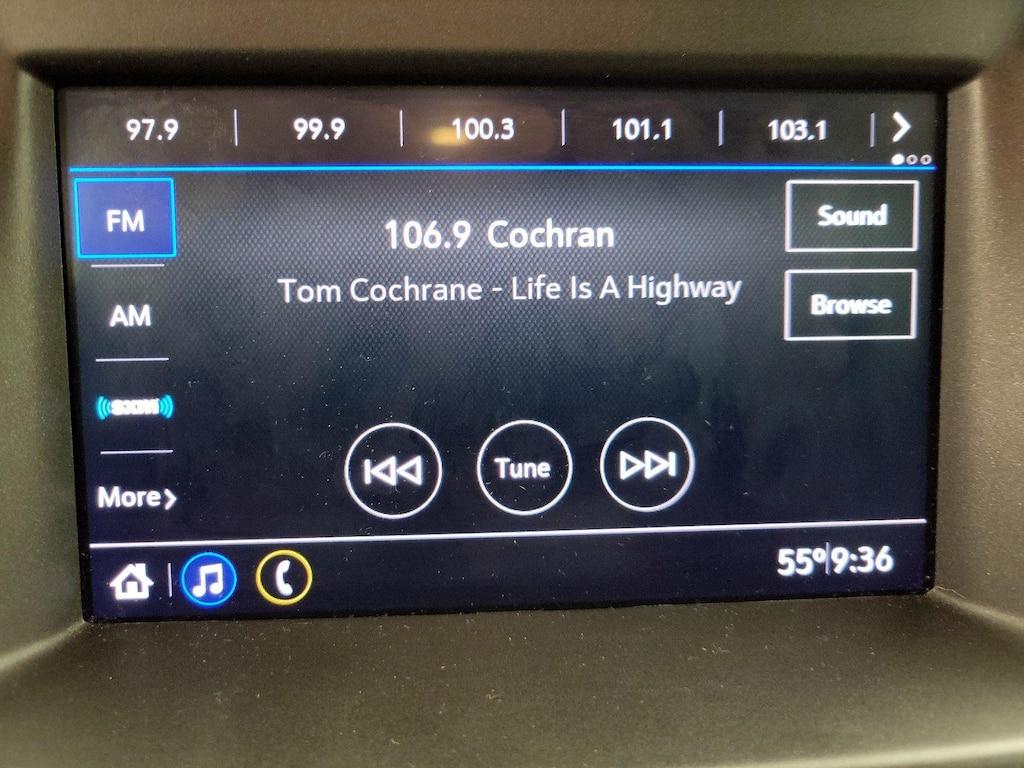 97.9 99.9 100.3 101.1 103.1
FM
106.9 Cochran
Sound
Tom Cochrane - Life Is A Highway
Browse
AM
sxm
More
Tune
55° 9:36